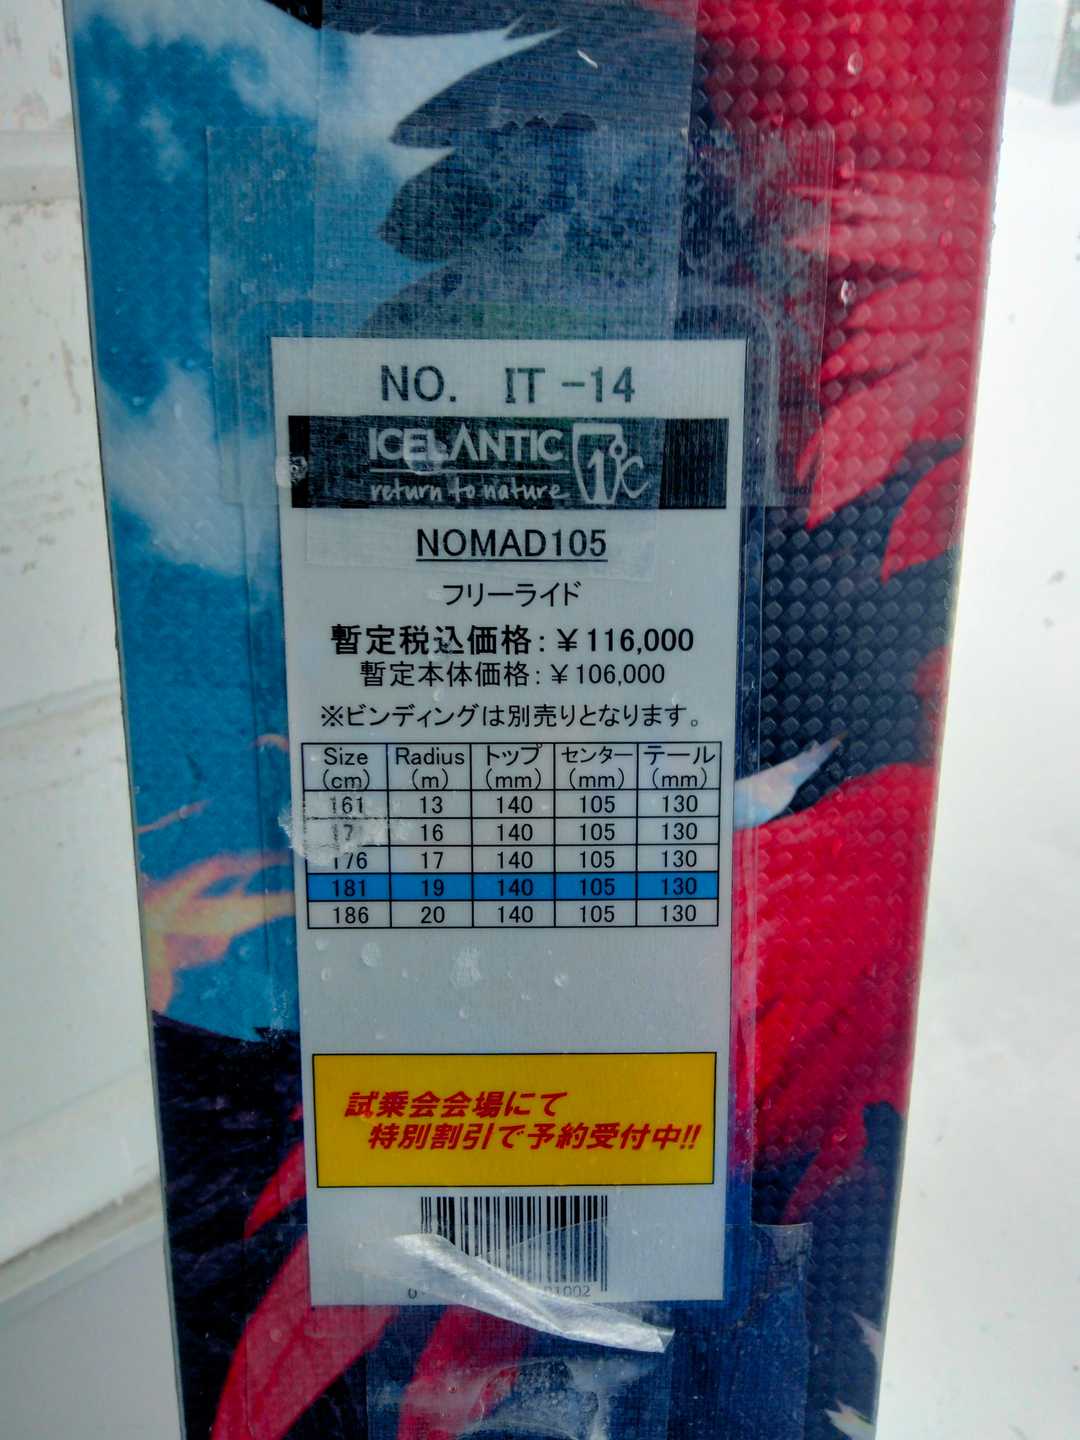 NO. IT -14
ICELANTIC 1℃
return to nature
NOMAD105
フリーライド
暫定税込価格：￥116,000
暫定本体価格：￥106,000
※ビンディングは別売りとなります。
Size Radius トップ センター テール
(cm) (m) (mm) (mm) (mm)
161 13 140 105 130
16 140 105 130
176 17 140 105 130
181 19 140 105 130
186 20 140 105 130
試乗会会場にて
特別割引で予約受付中!!